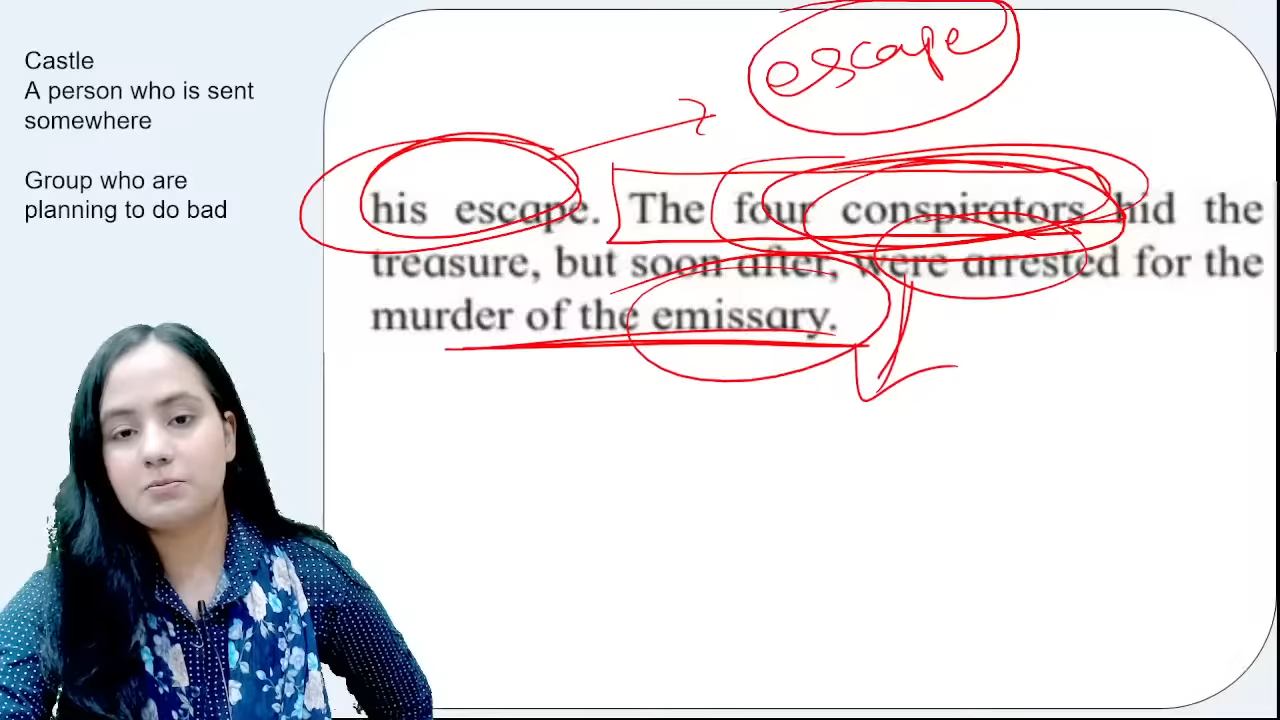 Castle
A person who is sent
somewhere
Group who are
planning to do bad
escape
his escape. The four conspirators hid the
treasure, but soon after, were arrested for the
murder of the emissary.